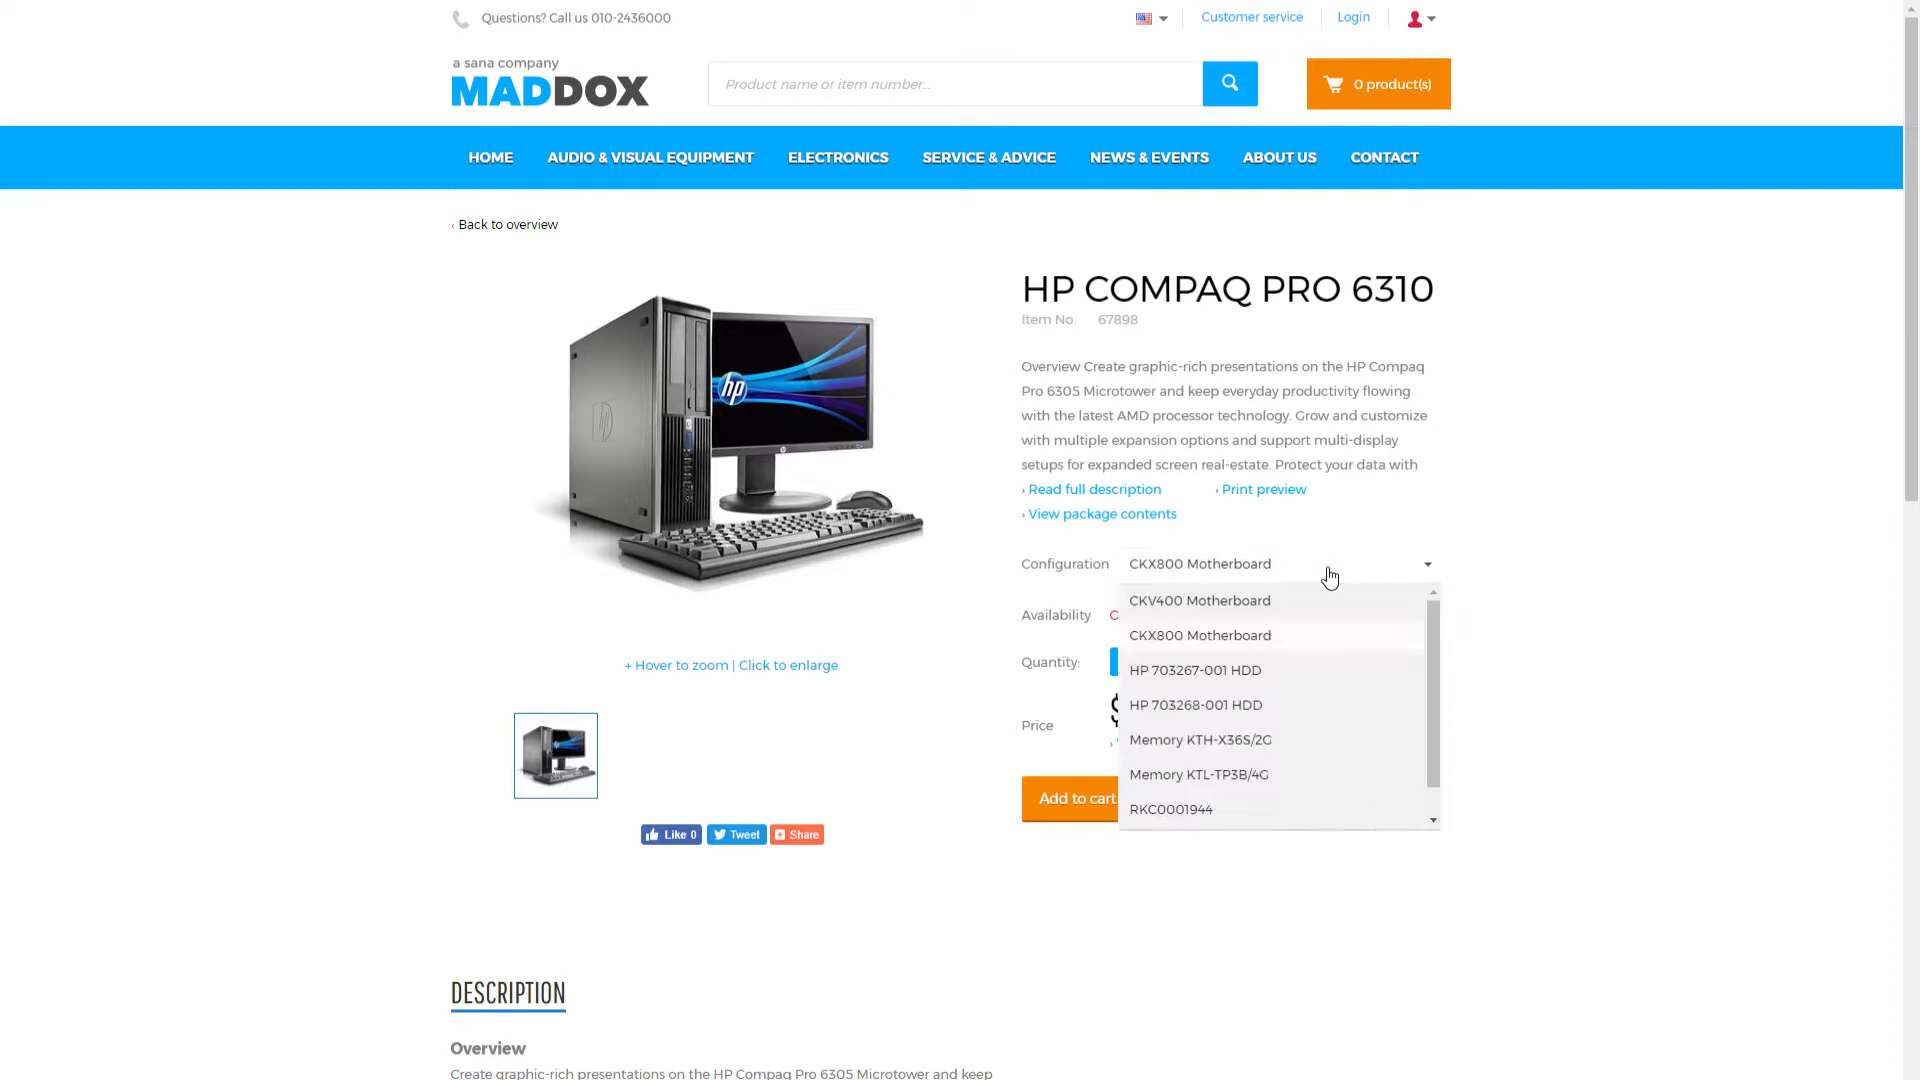 Questions? Call us 010-2436000
Customer service
Login
a sana company
MADDOX
Product name or item number...
0 product(s)
HOME
AUDIO & VISUAL EQUIPMENT
ELECTRONICS
SERVICE & ADVICE
NEWS & EVENTS
ABOUT US
CONTACT
‹ Back to overview
hp
HP COMPAQ PRO 6310
Item No. 67898
Overview Create graphic-rich presentations on the HP Compaq
Pro 6305 Microtower and keep everyday productivity flowing
with the latest AMD processor technology. Grow and customize
with multiple expansion options and support multi-display
setups for expanded screen real-estate. Protect your data with
› Read full description
› Print preview
› View package contents
Configuration CKX800 Motherboard
CKV400 Motherboard
CKX800 Motherboard
HP 703267-001 HDD
HP 703268-001 HDD
Memory KTH-X36S/2G
Memory KTL-TP3B/4G
RKC0001944
Availability
Quantity:
Price $
Add to cart
+ Hover to zoom | Click to enlarge
Like 0
Tweet
Share
DESCRIPTION
Overview
Create graphic-rich presentations on the HP Compaq Pro 6305 Microtower and keep